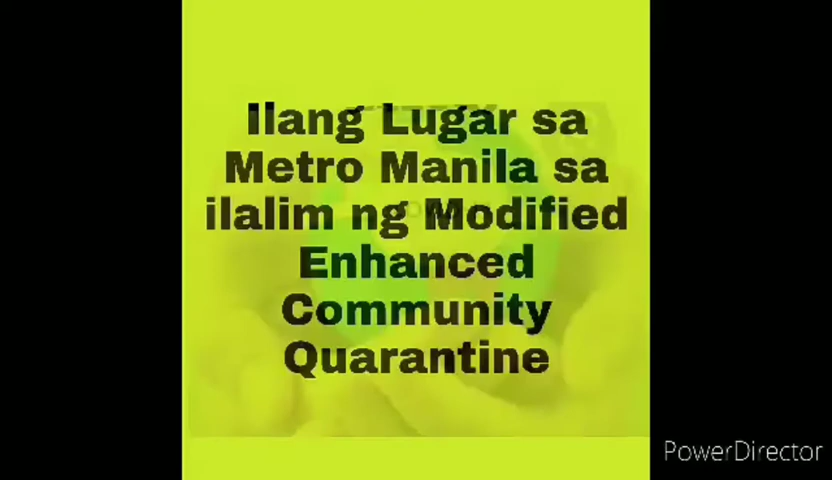 Ilang Lugar sa
Metro Manila sa
ilalim ng Modified
Enhanced
Community
Quarantine
PowerDirector